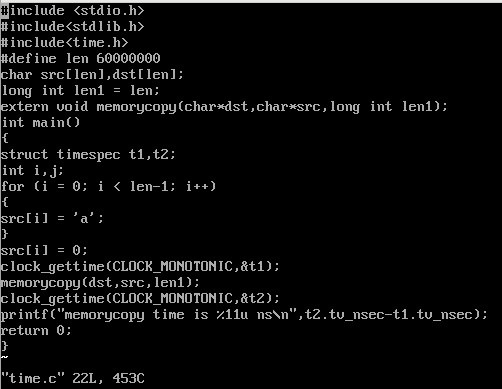 #include <stdio.h>
#include<stdlib.h>
#include<time.h>
#define len 60000000
char src[len],dst[len];
long int len1 = len;
extern void memorycopy(char*dst,char*src,long int len1);
int main()
{
struct timespec t1,t2;
int i,j;
for (i = 0; i < len-1; i++)
{
src[i] = 'a';
}
src[i] = 0;
clock_gettime(CLOCK_MONOTONIC,&t1);
memorycopy(dst,src,len1);
clock_gettime(CLOCK_MONOTONIC,&t2);
printf("memorycopy time is %11u ns\n",t2.tv_nsec-t1.tv_nsec);
return 0;
}
~
"time.c" 22L, 453C